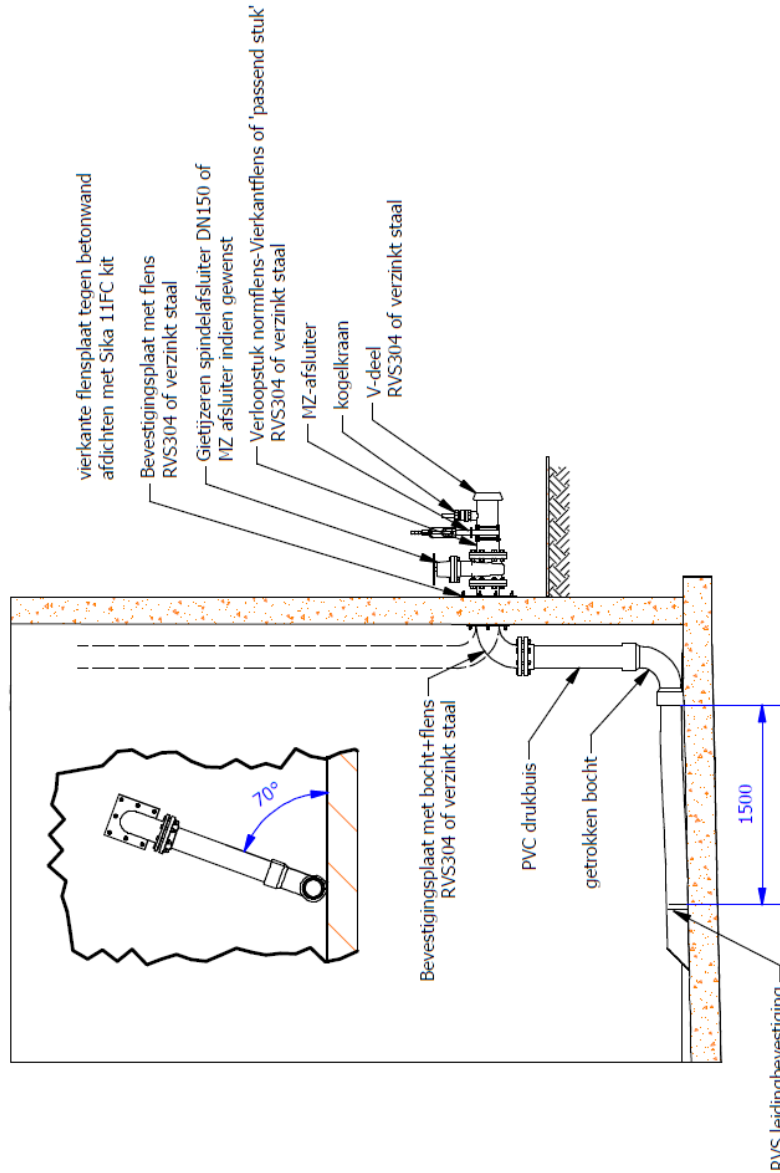 vierkante flensplaat tegen betonwand
afdichten met Sika 11FC kit
Bevestigingsplaat met flens
RVS304 of verzinkt staal
Gietijzeren spindelafsluiter DN150 of
MZ afsluiter indien gewenst
Verloopstuk normflens-Vierkantflens of 'passend stuk'
RVS304 of verzinkt staal
MZ-afsluiter
kogelkraan
V-deel
RVS304 of verzinkt staal
70°
Bevestigingsplaat met bocht+flens
RVS304 of verzinkt staal
PVC drukbuis
getrokken bocht
1500
RVS leidingbevestiging